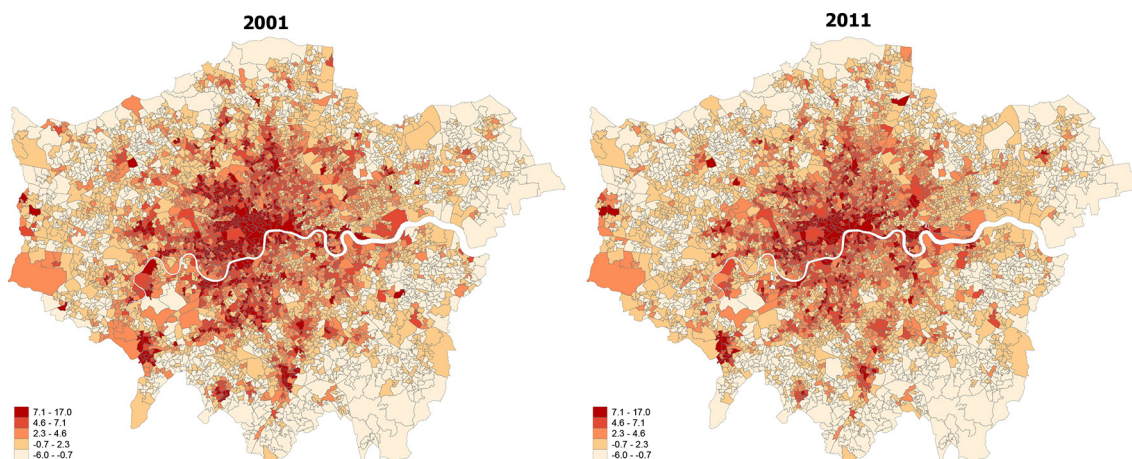 2001
2011
7.1 - 17.0
4.6 - 7.1
2.3 - 4.6
-0.7 - 2.3
-6.0 - -0.7
7.1 - 17.0
4.6 - 7.1
2.3 - 4.6
-0.7 - 2.3
-6.0 - -0.7